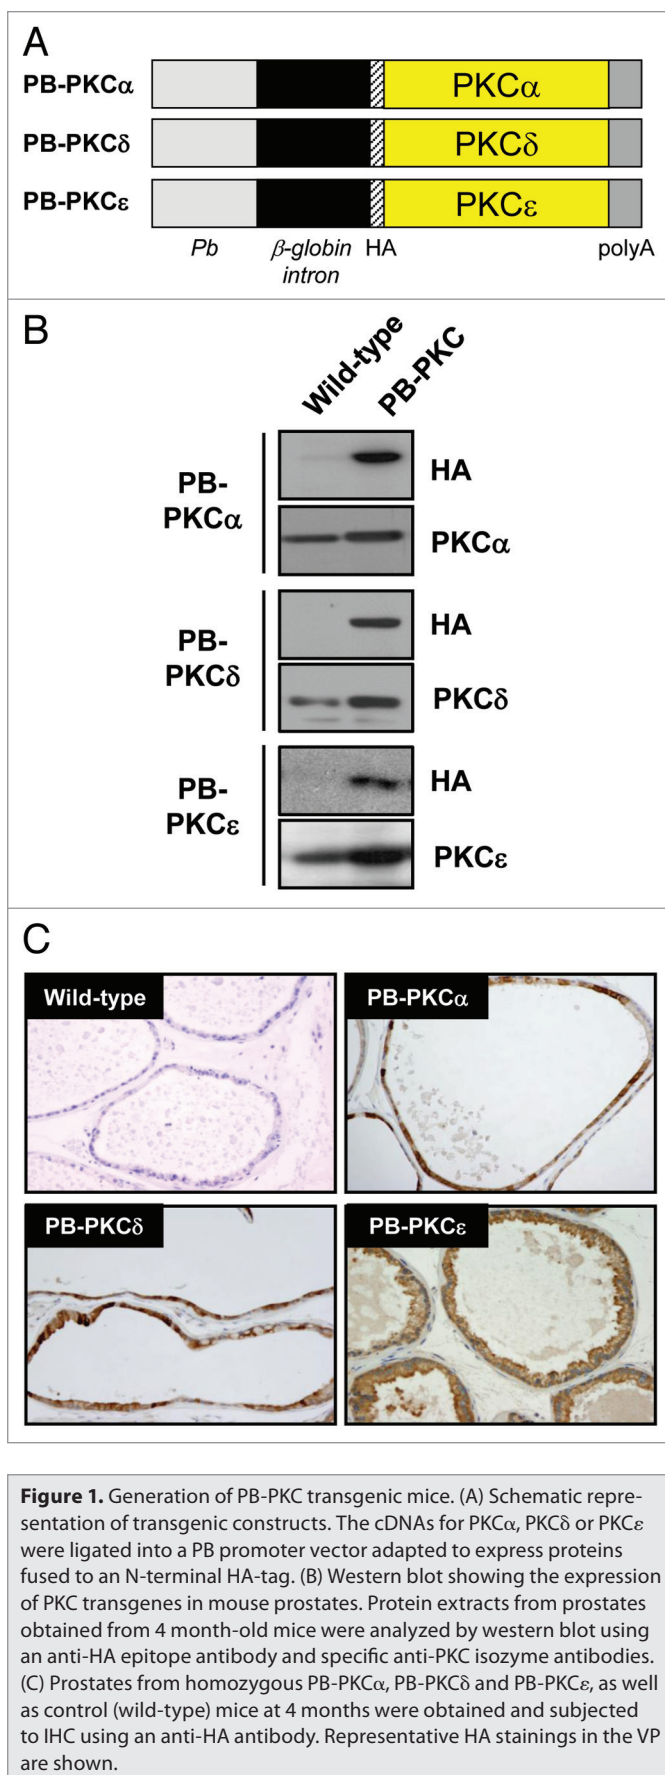 A
PB-PKCα
PKCα
PB-PKCδ
PKCδ
PB-PKCε
PKCε
Pb
β-globin
intron
HA
polyA
B
Wild-type
PB-PKC
PB-
PKCα
HA
PKCα
PB-
PKCδ
HA
PKCδ
PB-
PKCε
HA
PKCε
C
Wild-type
PB-PKCα
PB-PKCδ
PB-PKCε
Figure 1. Generation of PB-PKC transgenic mice. (A) Schematic repre-
sentation of transgenic constructs. The cDNAs for PKCα, PKCδ or PKCε
were ligated into a PB promoter vector adapted to express proteins
fused to an N-terminal HA-tag. (B) Western blot showing the expression
of PKC transgenes in mouse prostates. Protein extracts from prostates
obtained from 4 month-old mice were analyzed by western blot using
an anti-HA epitope antibody and specific anti-PKC isozyme antibodies.
(C) Prostates from homozygous PB-PKCα, PB-PKCδ and PB-PKCε, as well
as control (wild-type) mice at 4 months were obtained and subjected
to IHC using an anti-HA antibody. Representative HA stainings in the VP
are shown.